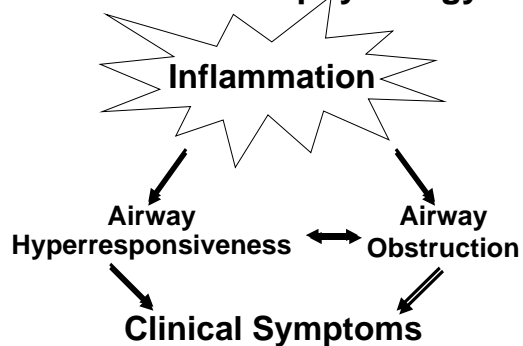 Inflammation
Airway
Hyperresponsiveness
Airway
Obstruction
Clinical Symptoms